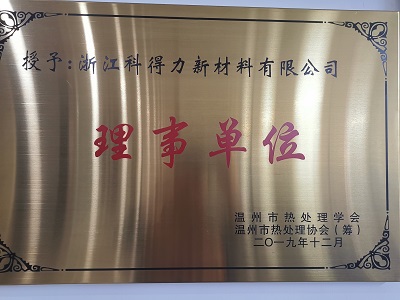 授予:浙江科得力新材料有限公司
理事单位
温州市热处理学会
温州市热处理协会(筹)
二〇一九年十二月